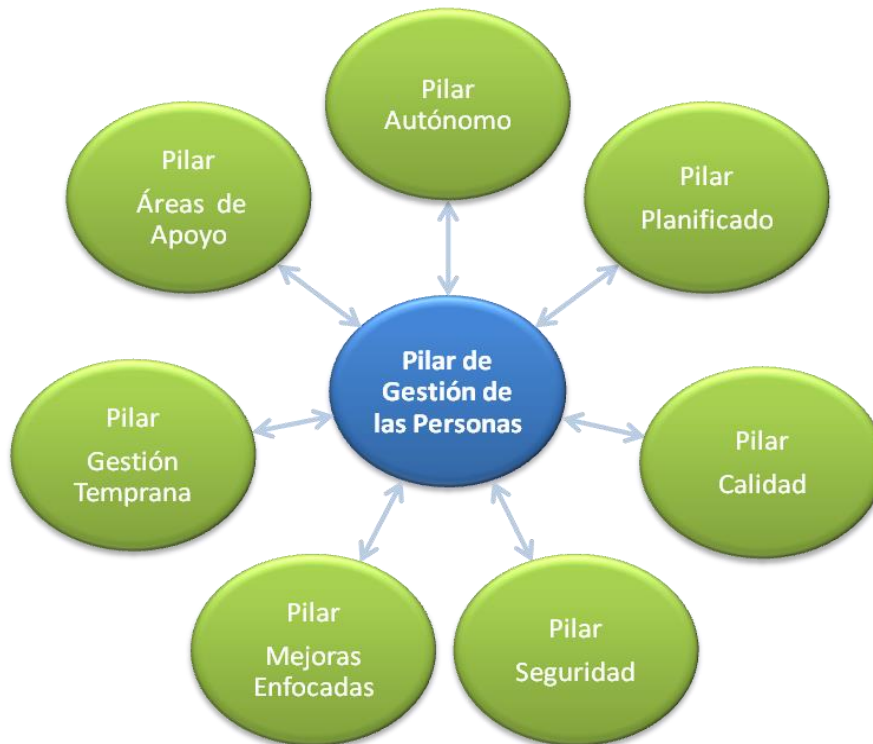 Pilar
Autónomo
Pilar
Planificado
Pilar
Calidad
Pilar
Seguridad
Pilar
Mejoras
Enfocadas
Pilar
Gestión
Temprana
Pilar
Áreas de
Apoyo
Pilar de
Gestión de
las Personas